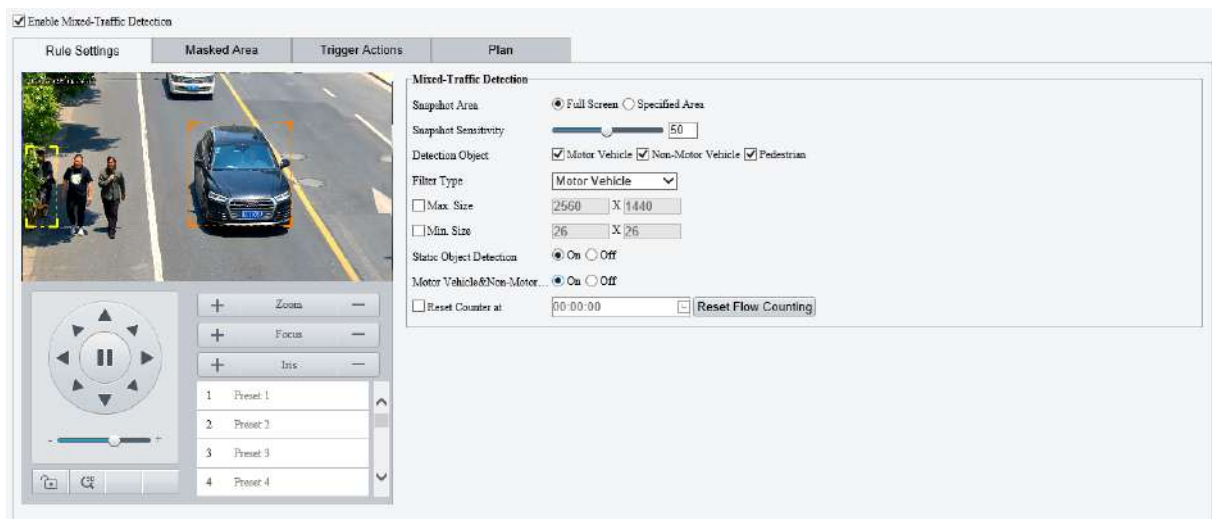 Enable Mixed-Traffic Detection
Rule Settings
Masked Area
Trigger Actions
Plan
Mixed-Traffic Detection
Snapshot Area Full Screen Specified Area
Snapshot Sensitivity 50
Detection Object Motor Vehicle Non-Motor Vehicle Pedestrian
Filter Type Motor Vehicle
Max. Size 2560 X 1440
Min. Size 26 X 26
Static Object Detection On Off
Motor Vehicle&Non-Motor... On Off
Reset Counter at 00:00:00 Reset Flow Counting
+ Zoom −
+ Focus −
+ Iris −
- +
1 Preset 1
2 Preset 2
3 Preset 3
4 Preset 4